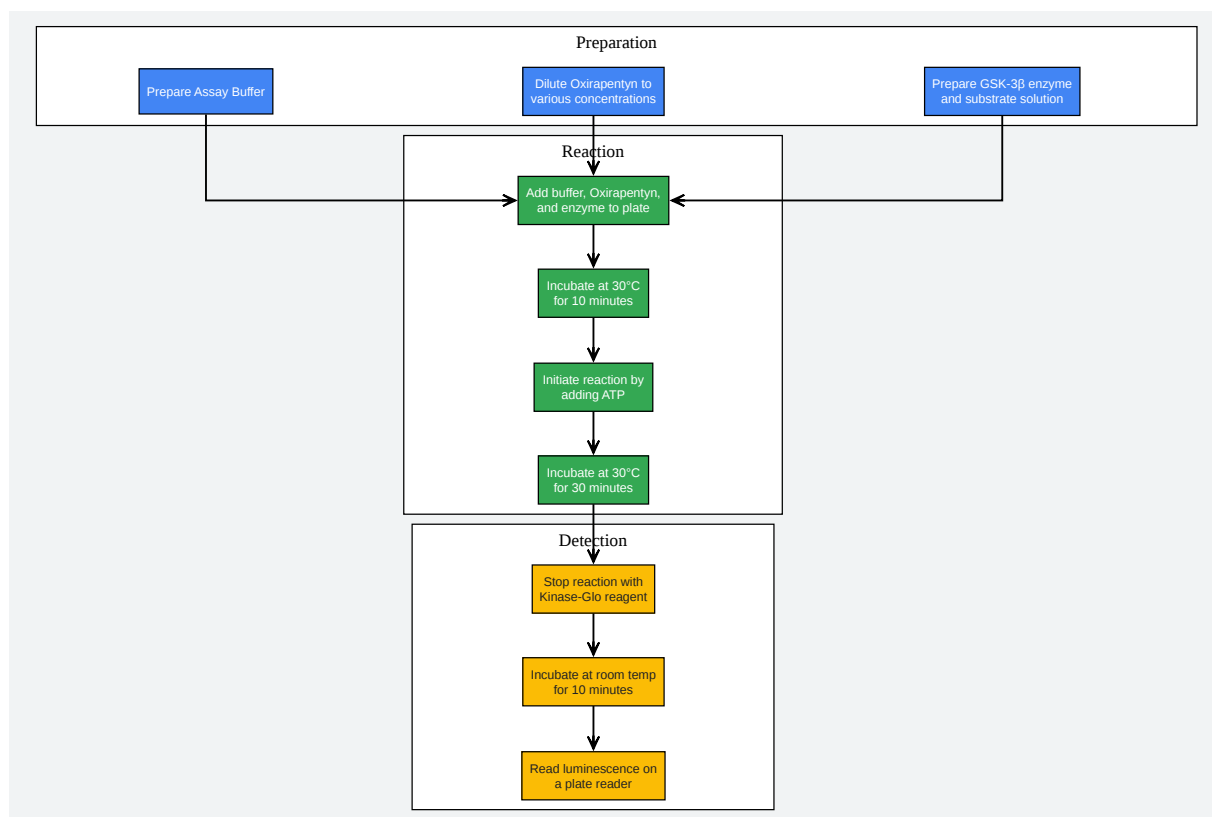 Preparation
Prepare Assay Buffer
Dilute Oxirapentyn to
various concentrations
Prepare GSK-3β enzyme
and substrate solution
Reaction
Add buffer, Oxirapentyn,
and enzyme to plate
Incubate at 30°C
for 10 minutes
Initiate reaction by
adding ATP
Incubate at 30°C
for 30 minutes
Detection
Stop reaction with
Kinase-Glo reagent
Incubate at room temp
for 10 minutes
Read luminescence on
a plate reader